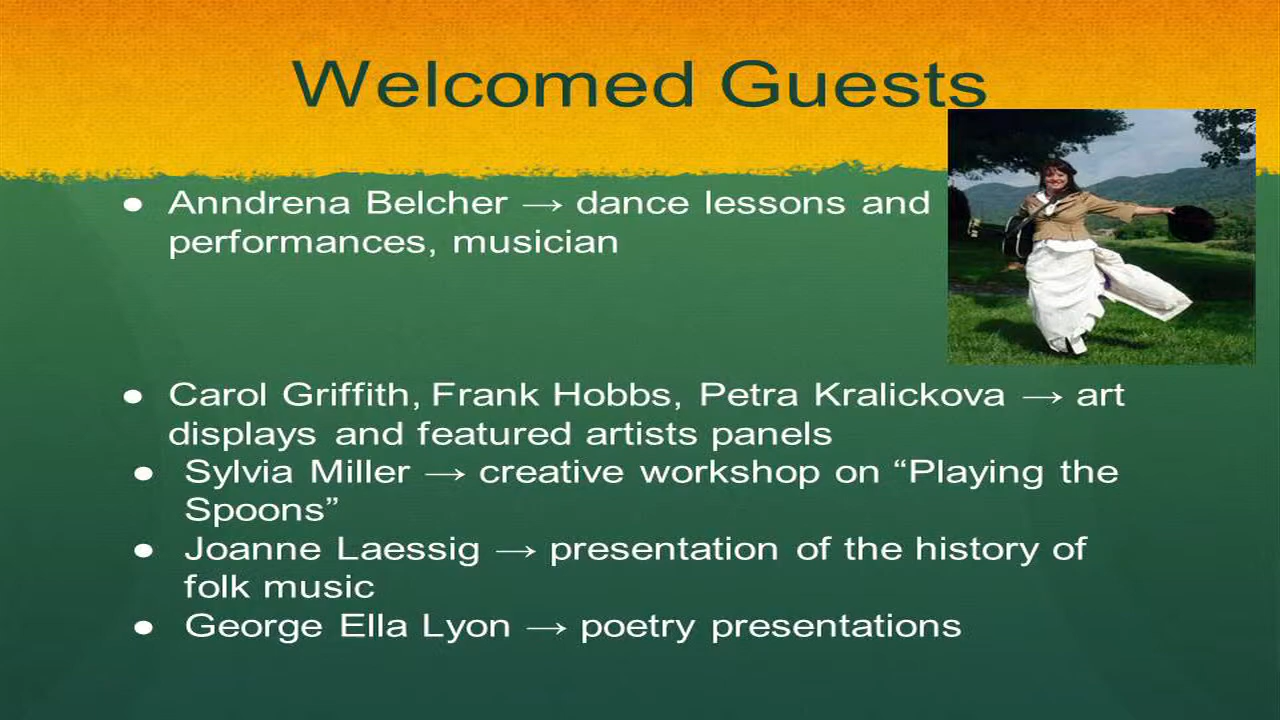 Welcomed Guests
● Anndrena Belcher → dance lessons and
performances, musician
● Carol Griffith, Frank Hobbs, Petra Kralickova → art
displays and featured artists panels
● Sylvia Miller → creative workshop on “Playing the
Spoons”
● Joanne Laessig → presentation of the history of
folk music
● George Ella Lyon → poetry presentations